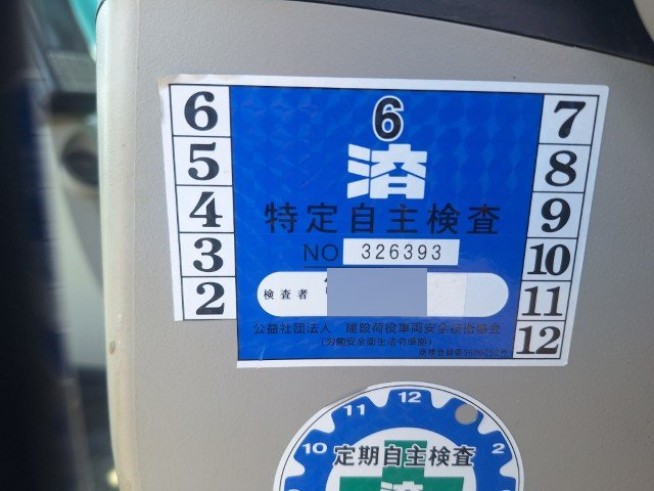 6
済
特定自主検査
NO 326393
検査者
公益社団法人 建設荷役車両安全技術協会
(労働安全衛生法令準拠)
6
5
4
3
2
7
8
9
10
11
12
10
11
12
2
定期自主検査
済